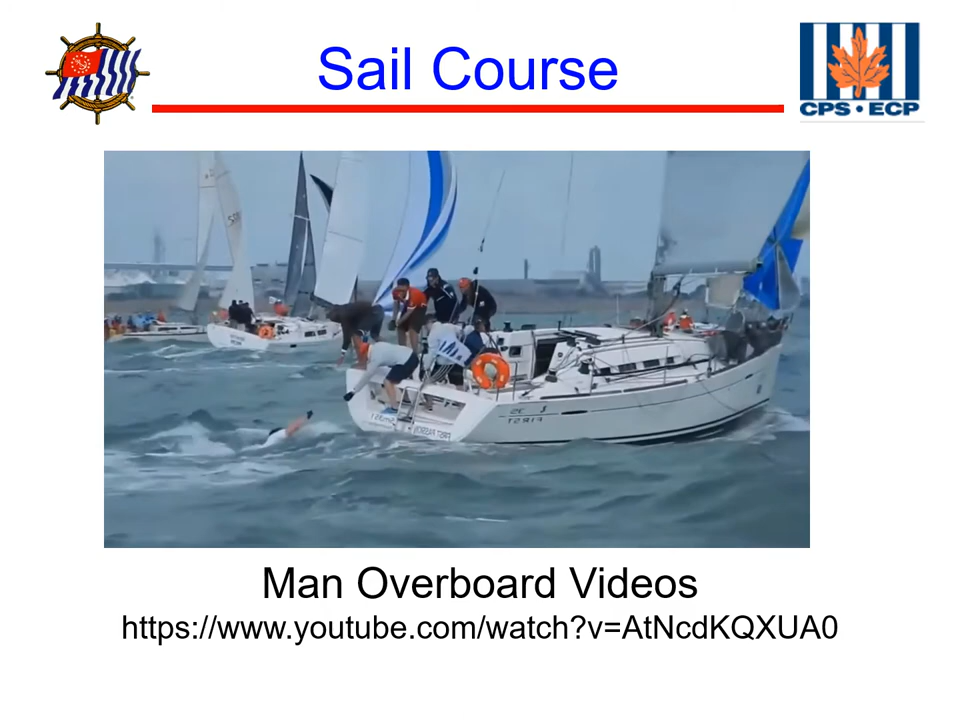 Sail Course
CPS • ECP
Man Overboard Videos
https://www.youtube.com/watch?v=AtNcdKQXUA0